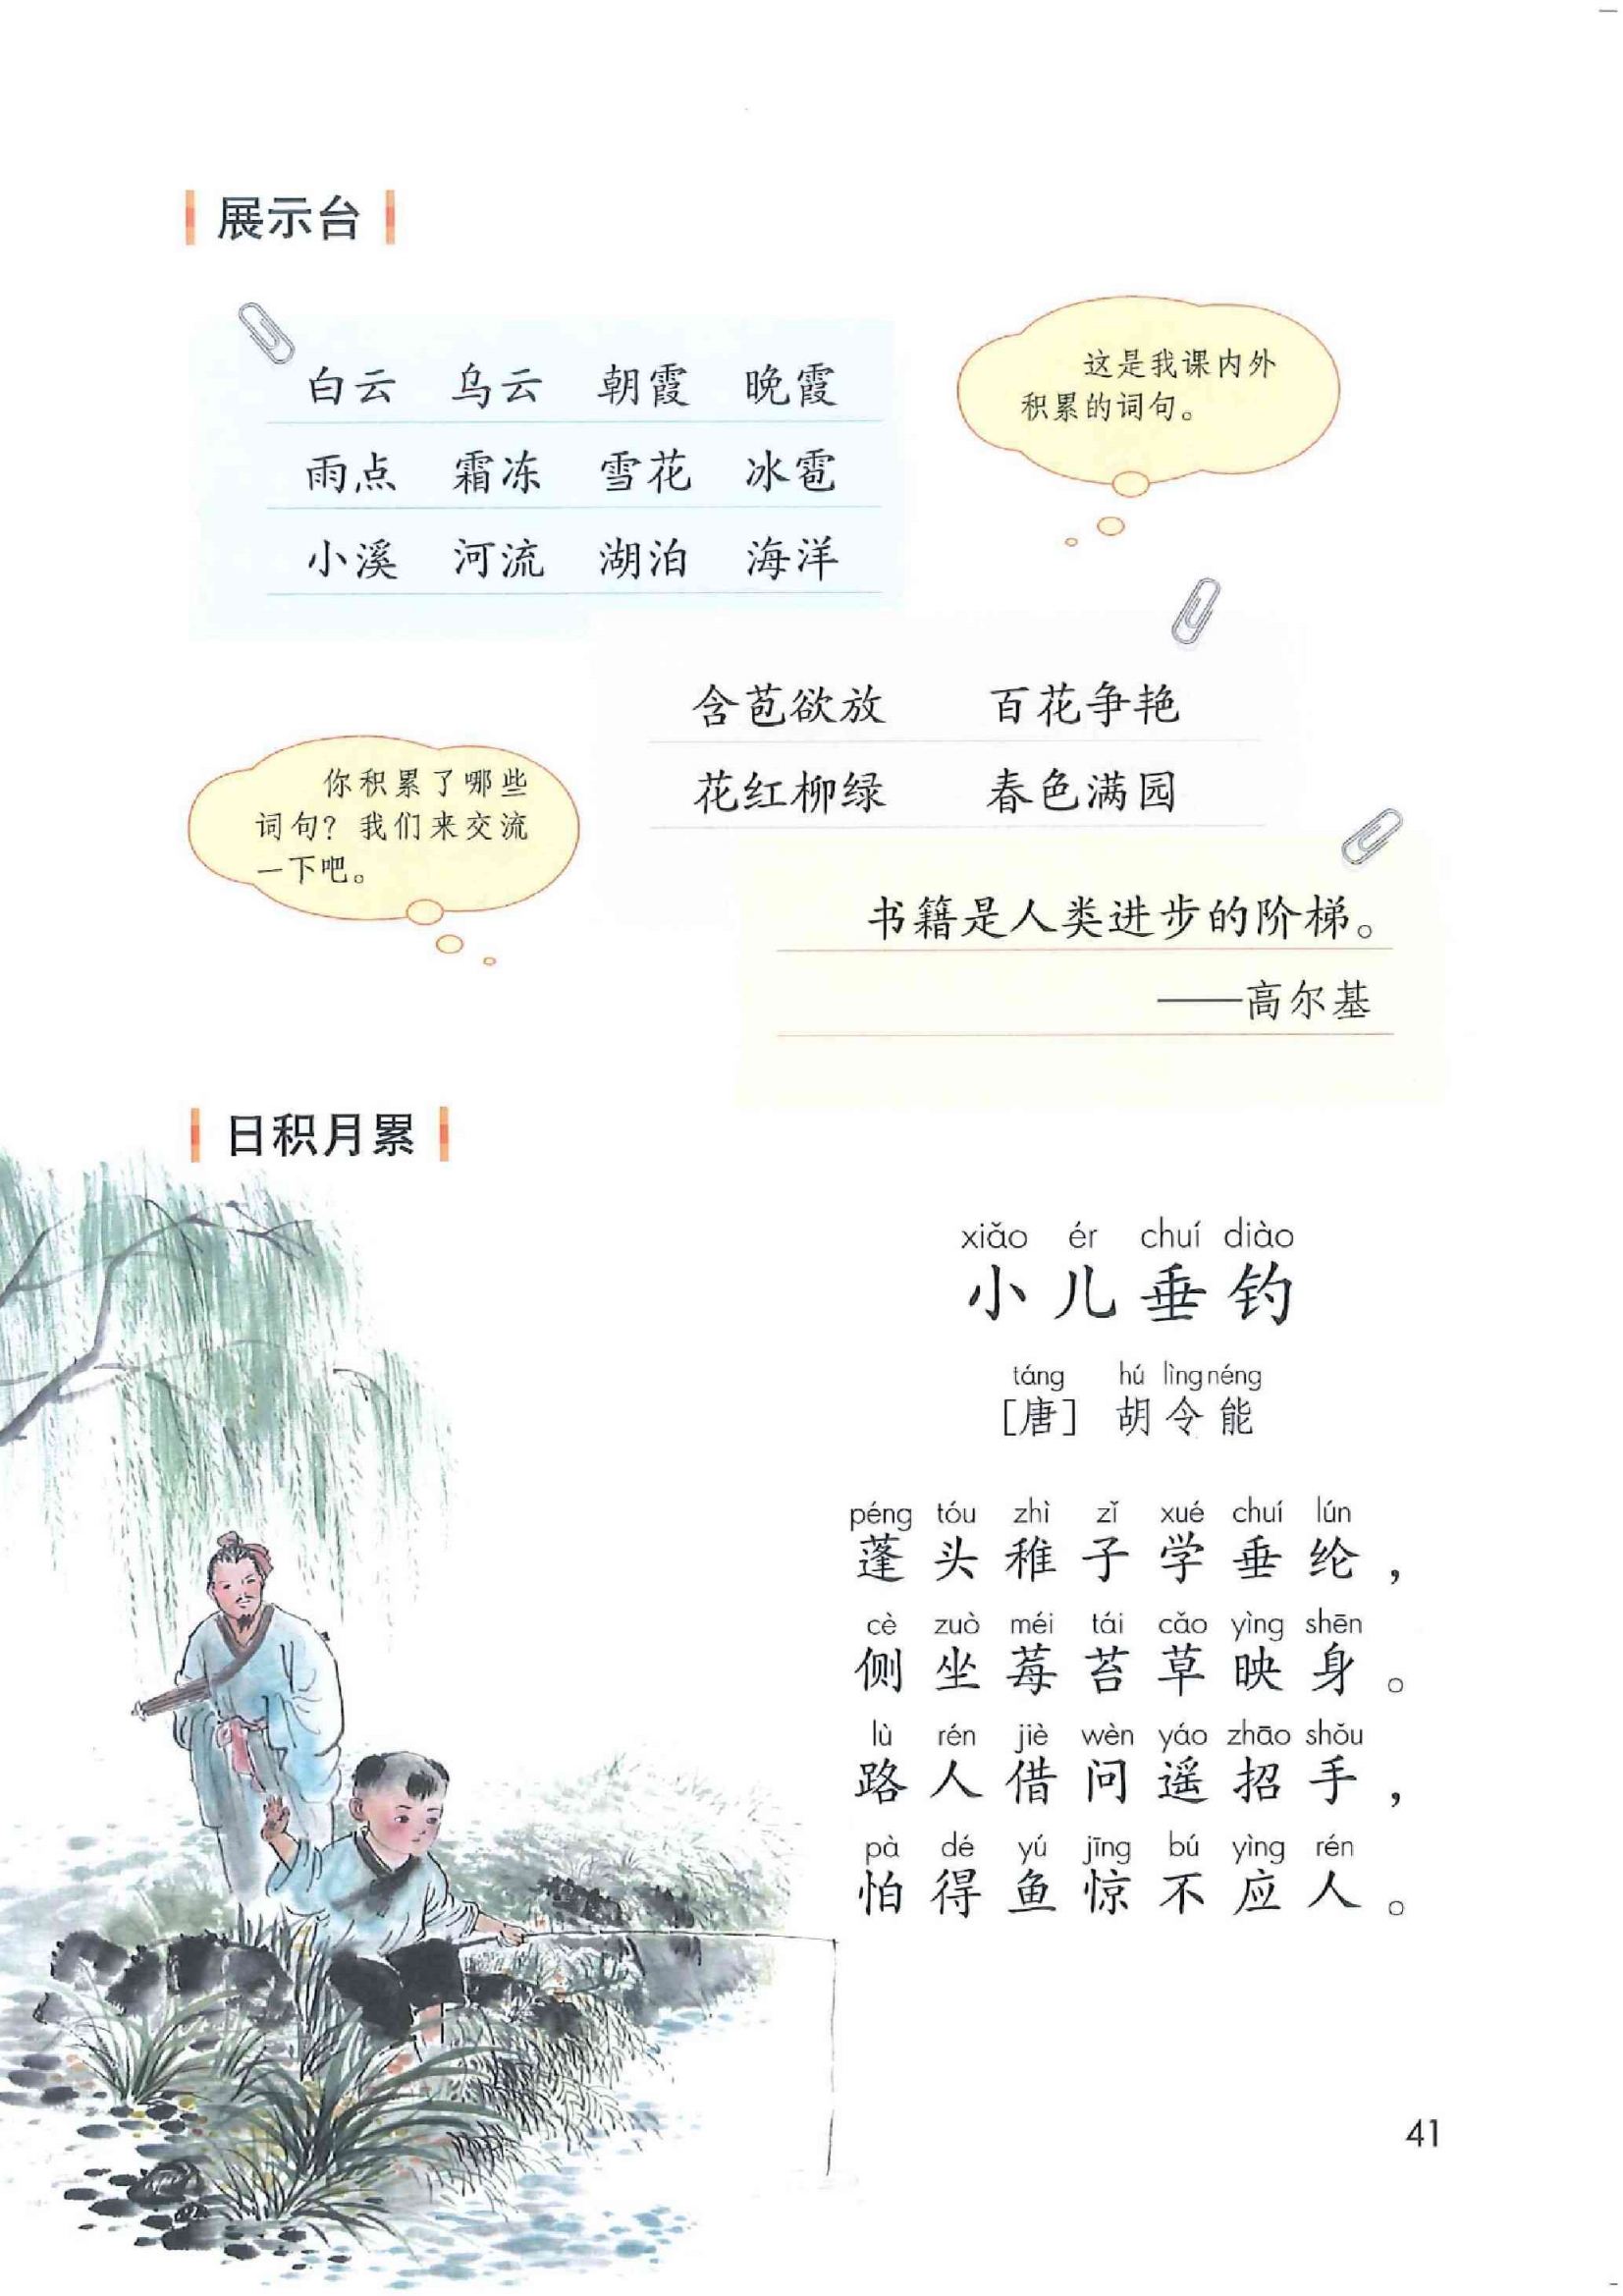 展示台
白云 乌云 朝霞 晚霞
雨点 霜冻 雪花 冰雹
小溪 河流 湖泊 海洋
这是我课内外
积累的词句。
含苞欲放 百花争艳
花红柳绿 春色满园
你积累了哪些
词句？我们来交流
一下吧。
书籍是人类进步的阶梯。
——高尔基
日积月累
xiǎo ér chuí diào
小儿垂钓
táng hú lìng néng
［唐］ 胡令能
péng tóu zhì zǐ xué chuí lún
蓬头稚子学垂纶，
cè zuò méi tái cǎo yìng shēn
侧坐莓苔草映身。
lù rén jiè wèn yáo zhāo shǒu
路人借问遥招手，
pà dé yú jīng bú yìng rén
怕得鱼惊不应人。
41